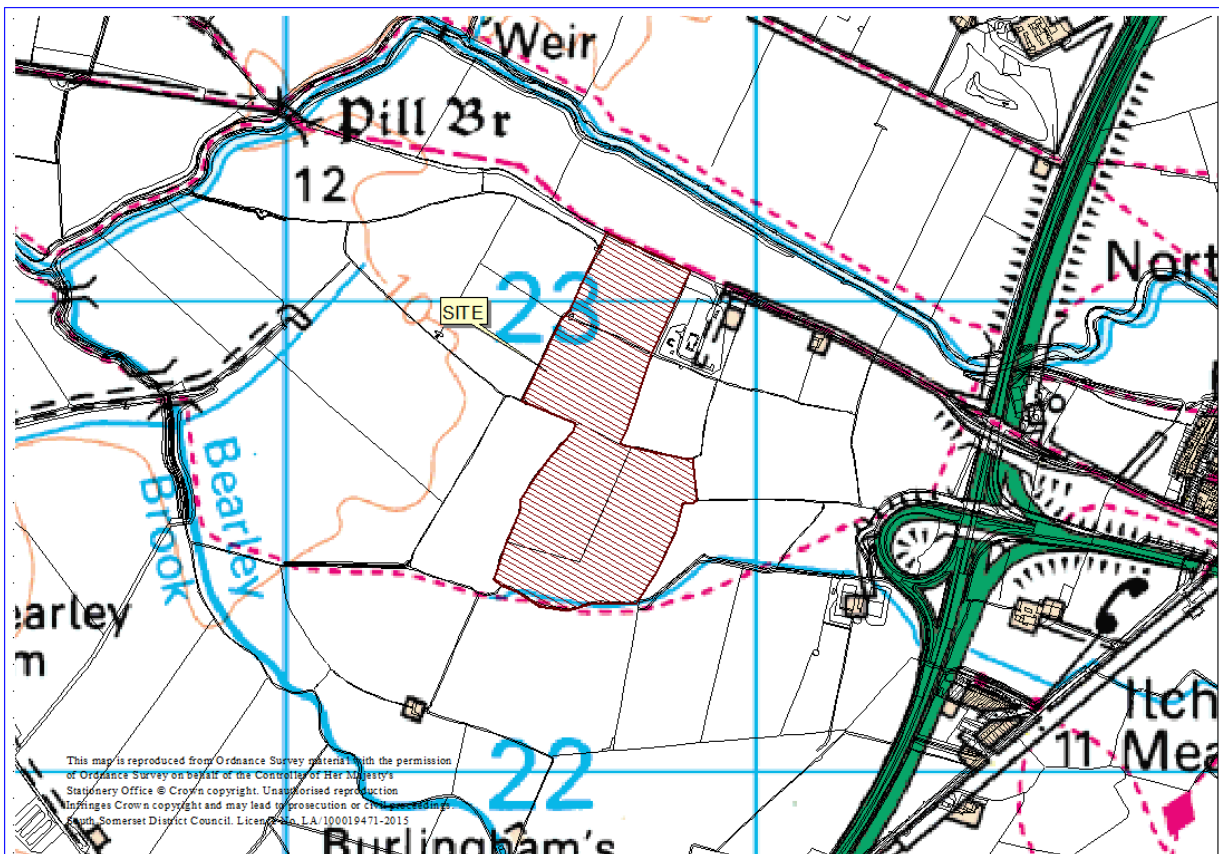 Weir
Pill Br
12
Nort
SITE
23
10
Bearley
Brook
earley
m
Itch
Mea
11
22
This map is reproduced from Ordnance Survey material with the permission
of Ordnance Survey on behalf of the Controller of Her Majesty's
Stationery Office © Crown copyright. Unauthorised reproduction
Infringes Crown copyright and may lead to prosecution or civil proceedings.
South Somerset District Council. Licence No. LA/100019471-2015
Burlingham's